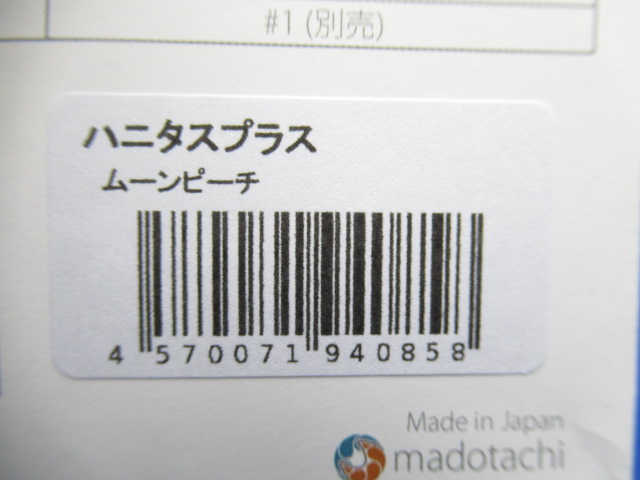 #1 (別売)
ハニタスプラス
ムーンピーチ
4 570071 940858
Made in Japan
madotachi